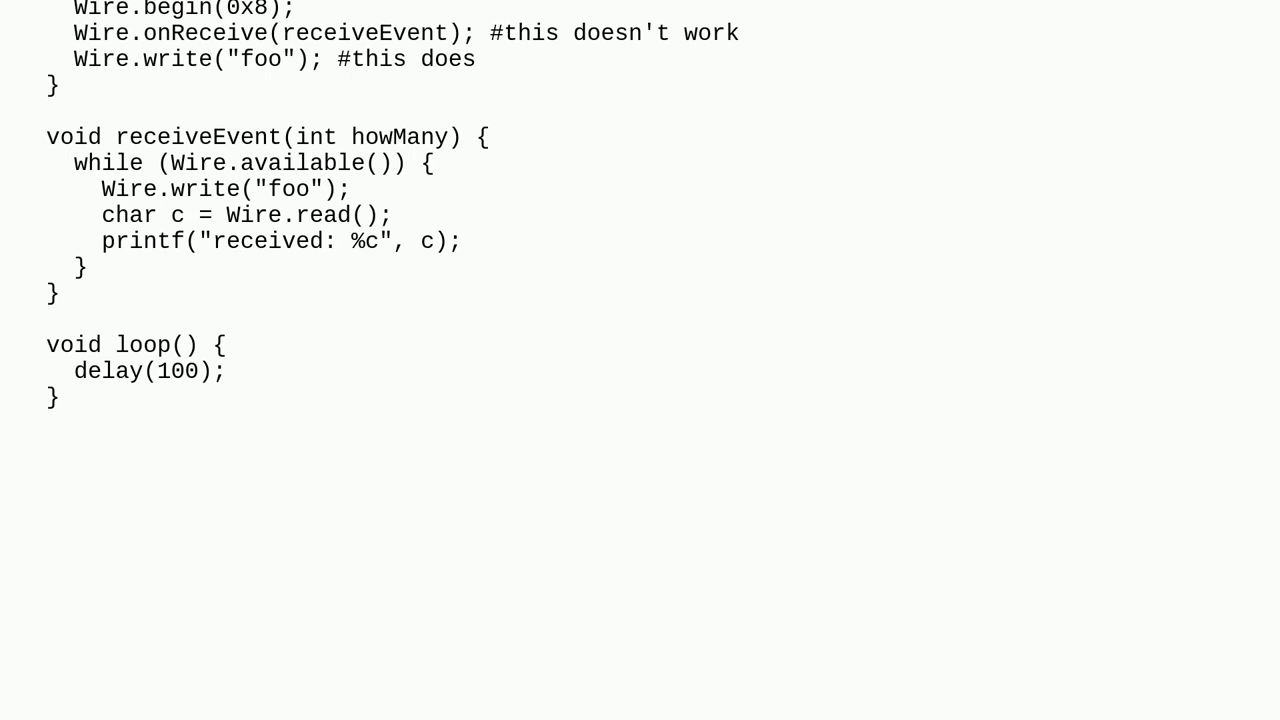 Wire.begin(0x8);
Wire.onReceive(receiveEvent); #this doesn't work
Wire.write("foo"); #this does
}
void receiveEvent(int howMany) {
while (Wire.available()) {
Wire.write("foo");
char c = Wire.read();
printf("received: %c", c);
}
}
void loop() {
delay(100);
}